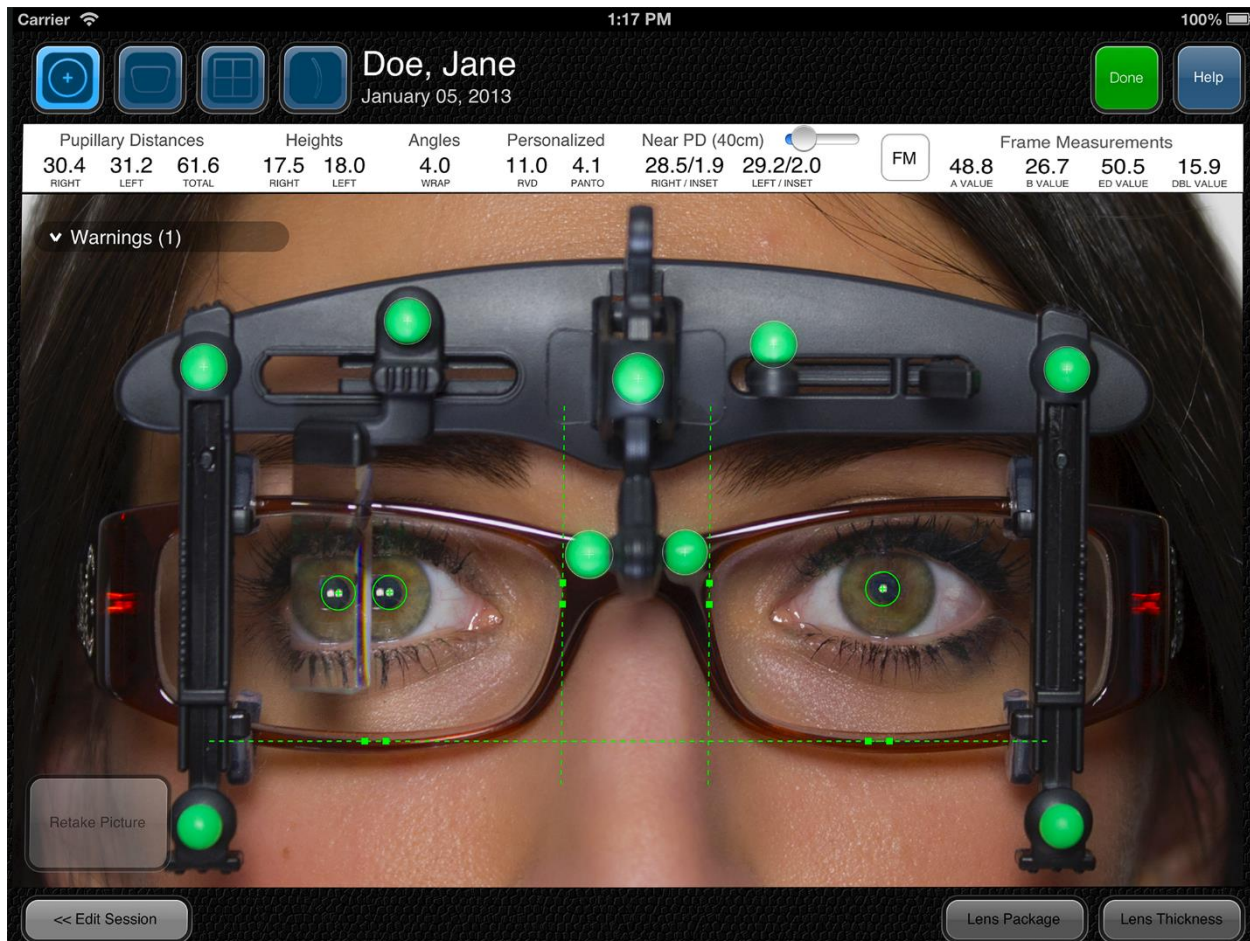 Carrier 1:17 PM 100%
Doe, Jane
January 05, 2013
Done
Help
Pupillary Distances Heights Angles Personalized Near PD (40cm) FM Frame Measurements
30.4 31.2 61.6 17.5 18.0 4.0 11.0 4.1 28.5/1.9 29.2/2.0 48.8 26.7 50.5 15.9
RIGHT LEFT TOTAL RIGHT LEFT WRAP RVD PANTO RIGHT / INSET LEFT / INSET A VALUE B VALUE ED VALUE DBL VALUE
Warnings (1)
Retake Picture
<< Edit Session Lens Package Lens Thickness